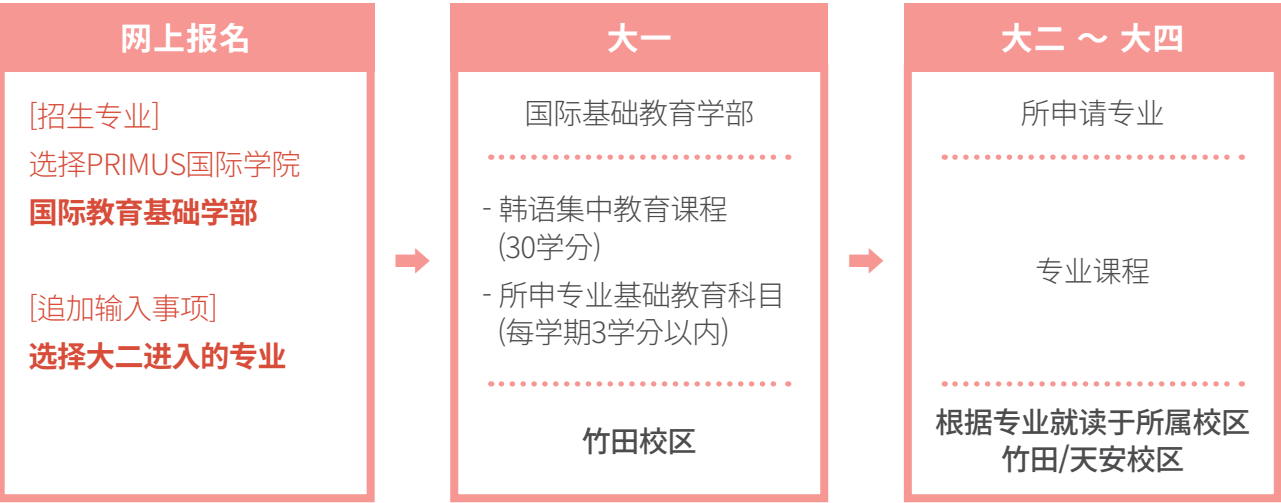 网上报名
[招生专业]
选择PRIMUS国际学院
国际教育基础学部
[追加输入事项]
选择大二进入的专业
大一
国际基础教育学部
- 韩语集中教育课程
(30学分)
- 所申专业基础教育科目
(每学期3学分以内)
竹田校区
大二 ～ 大四
所申请专业
专业课程
根据专业就读于所属校区
竹田/天安校区